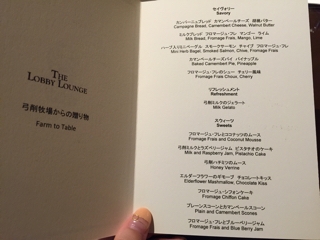 THE
LOBBY LOUNGE
弓削牧場からの贈り物
Farm to Table
セイヴォリー
Savory
カンパーニュブレッド カマンベールチーズ 胡桃バター
Campagne Bread, Camembert Cheese, Walnut Butter
ミルクブレッド フロマージュ・フレ マンゴー ライム
Milk Bread, Fromage Frais, Mango, Lime
ハーブミニベーグル スモークサーモン チャイブ フロマージュ・フレ
Mini Herb Bagel, Smoked Salmon, Chive, Fromage Frais
カマンベールチーズパイ パイナップル
Baked Camembert Pie, Pineapple
フロマージュ・フレのシュー チェリー風味
Fromage Frais Choux, Cherry
リフレッシュメント
Refreshment
弓削ミルクのジェラート
Milk Gelato
スウィーツ
Sweets
フロマージュ・フレとココナッツのムース
Fromage Frais and Coconut Mousse
弓削ミルクとラズベリージャム ピスタチオのケーキ
Milk and Raspberry Jam, Pistachio Cake
弓削ハチミツのムース
Honey Verrine
エルダーフラワーのギモーブ チョコレートキッス
Elderflower Marshmallow, Chocolate Kiss
フロマージュ・シフォンケーキ
Fromage Chiffon Cake
プレーンスコーンとカマンベールスコーン
Plain and Camembert Scones
フロマージュ・フレとブルーベリージャム
Fromage Frais and Blue Berry Jam